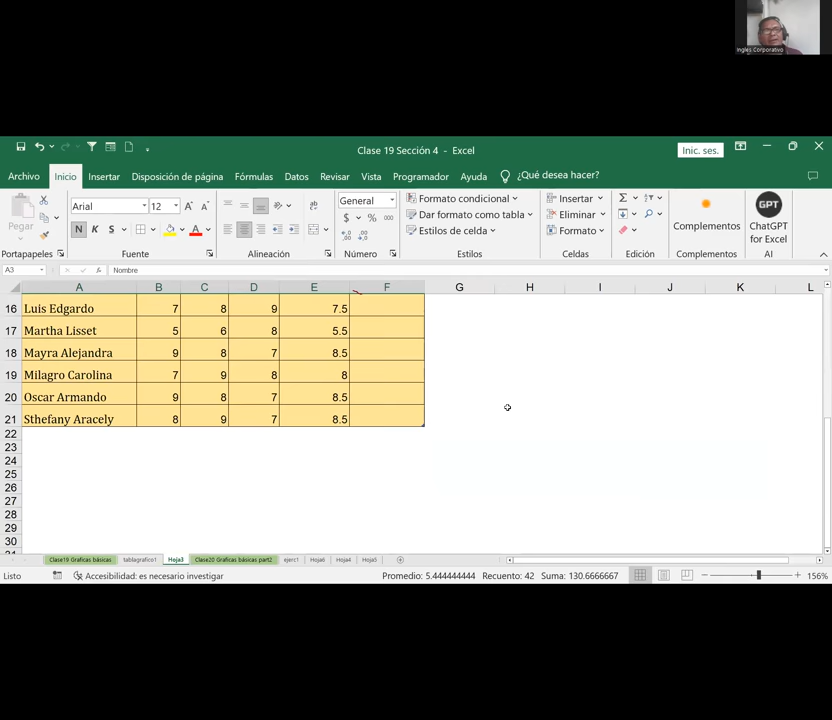 Inglés Corporativo
Clase 19 Sección 4 - Excel
Inic. ses.
Archivo Inicio Insertar Disposición de página Fórmulas Datos Revisar Vista Programador Ayuda ¿Qué desea hacer?
Pegar
Arial 12
N K S
General
$ % 000
Formato condicional
Dar formato como tabla
Estilos de celda
Insertar
Eliminar
Formato
Complementos
GPT
ChatGPT for Excel
Portapapeles Fuente Alineación Número Estilos Celdas Edición Complementos AI
A3 fx Nombre
A B C D E F G H I J K L
16 Luis Edgardo 7 8 9 7.5
17 Martha Lisset 5 6 8 5.5
18 Mayra Alejandra 9 8 7 8.5
19 Milagro Carolina 7 9 8 8
20 Oscar Armando 9 8 7 8.5
21 Sthefany Aracely 8 9 7 8.5
22
23
24
25
26
27
28
29
30
31
Clase19 Graficas básicas tablagrafico1 Hoja3 Clase20 Graficas básicas part2 ejerc1 Hoja6 Hoja4 Hoja5
Listo Accesibilidad: es necesario investigar Promedio: 5.444444444 Recuento: 42 Suma: 130.6666667 156%